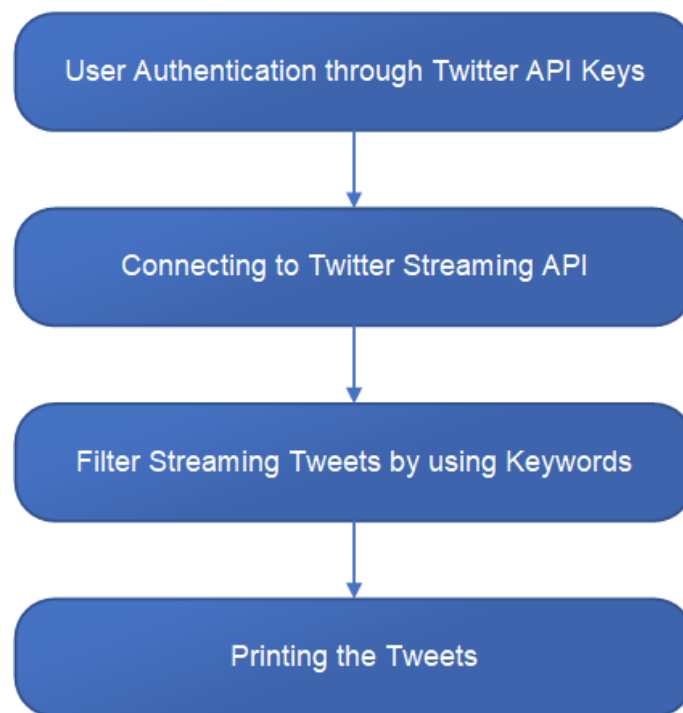 User Authentication through Twitter API Keys
Connecting to Twitter Streaming API
Filter Streaming Tweets by using Keywords
Printing the Tweets